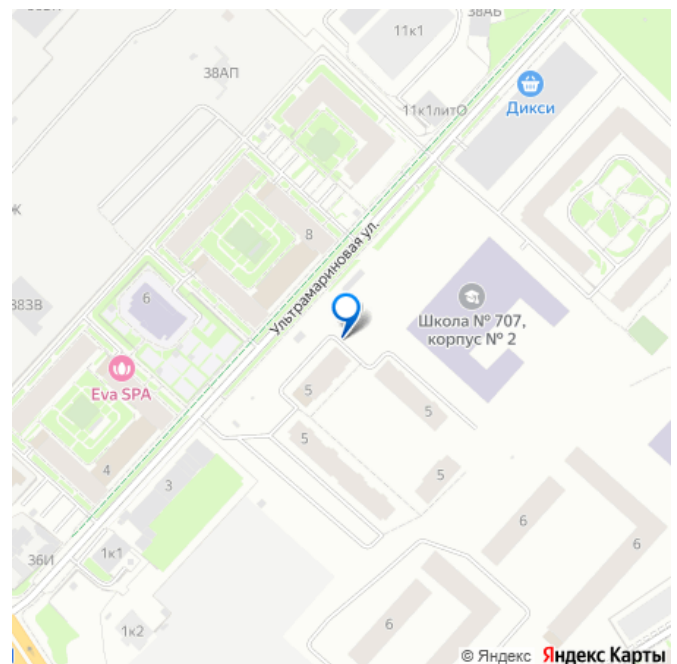 38АБ
11к1
38АП
11к1литО
Дикси
8
Ультрамариновая ул.
6
383В
Школа № 707,
корпус № 2
Eva SPA
5
5
5
5
4
3
6
6
36И
1к1
6
1к2
© Яндекс Яндекс Карты